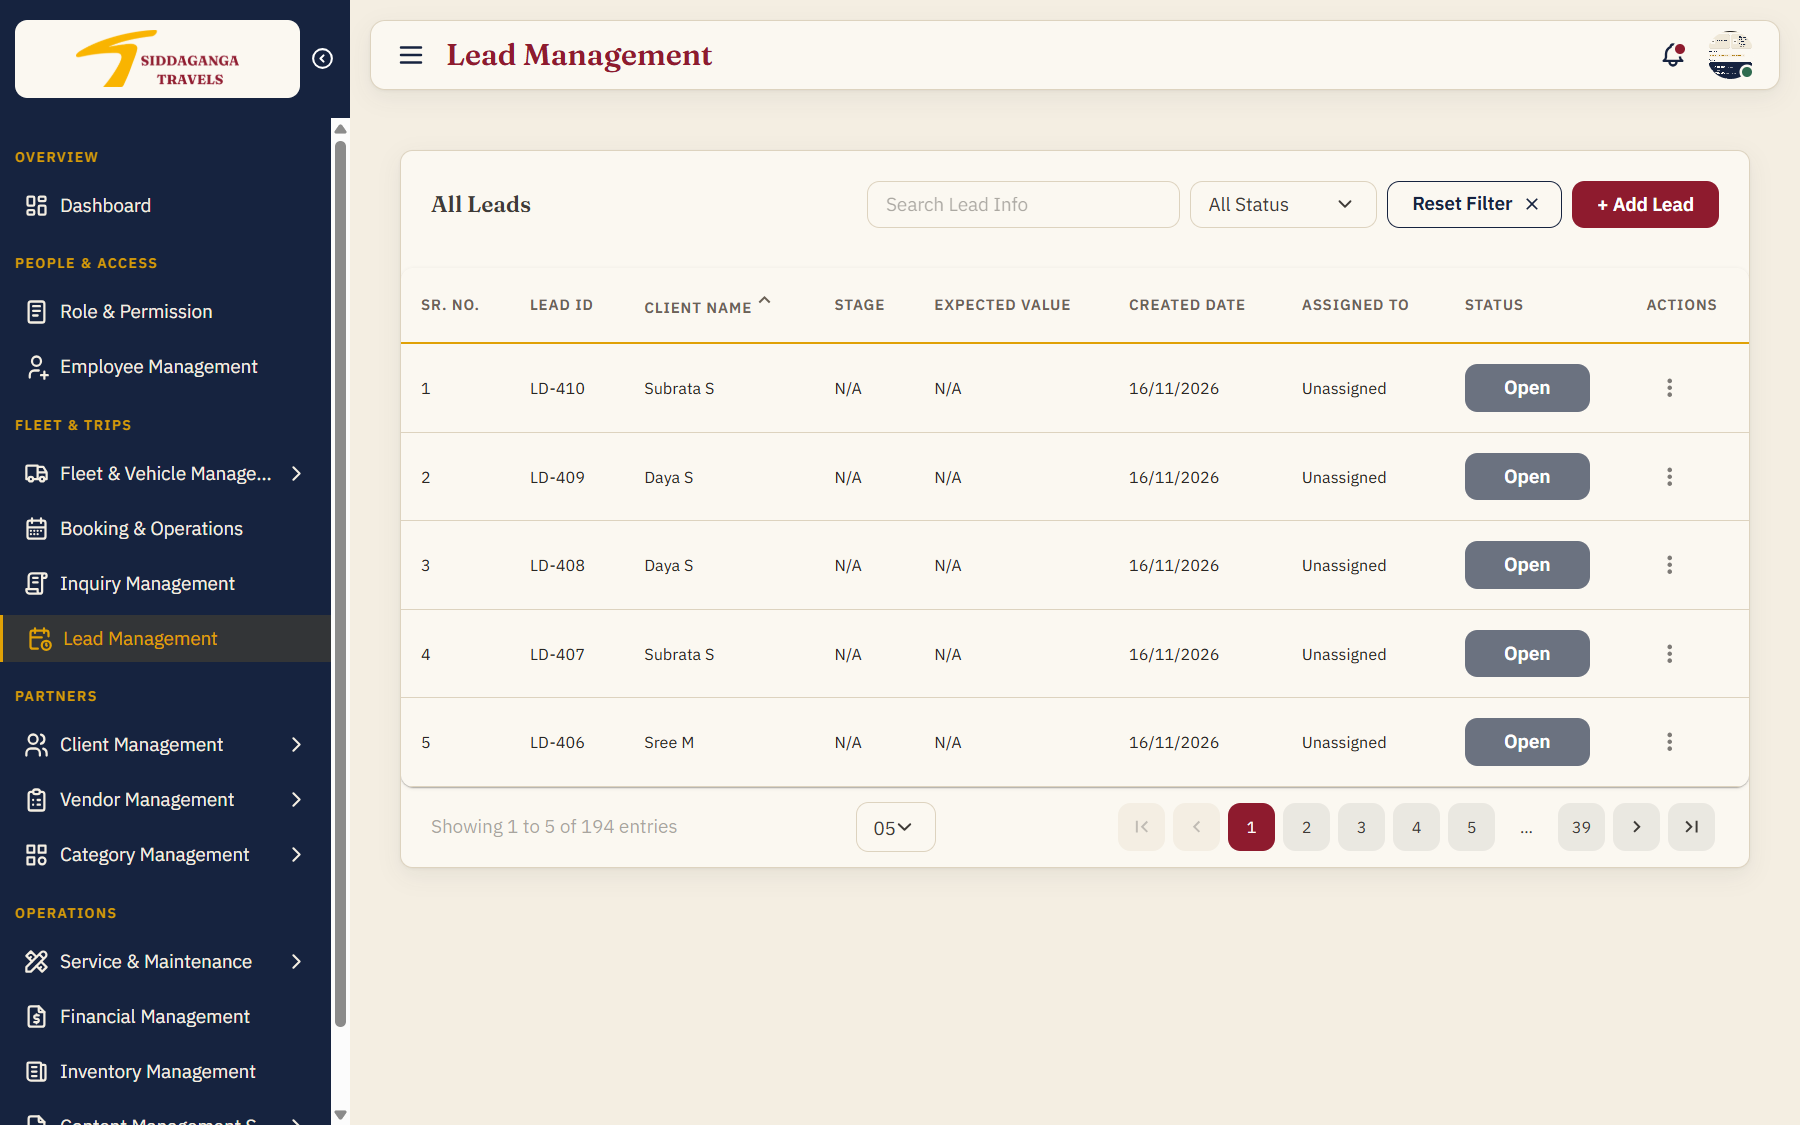 SIDDAGANGA
TRAVELS
OVERVIEW
Dashboard
PEOPLE & ACCESS
Role & Permission
Employee Management
FLEET & TRIPS
Fleet & Vehicle Manage...
Booking & Operations
Inquiry Management
Lead Management
PARTNERS
Client Management
Vendor Management
Category Management
OPERATIONS
Service & Maintenance
Financial Management
Inventory Management
Content Management S
Lead Management
All Leads
Search Lead Info
All Status
Reset Filter
+ Add Lead
SR. NO. LEAD ID CLIENT NAME STAGE EXPECTED VALUE CREATED DATE ASSIGNED TO STATUS ACTIONS
1 LD-410 Subrata S N/A N/A 16/11/2026 Unassigned Open
2 LD-409 Daya S N/A N/A 16/11/2026 Unassigned Open
3 LD-408 Daya S N/A N/A 16/11/2026 Unassigned Open
4 LD-407 Subrata S N/A N/A 16/11/2026 Unassigned Open
5 LD-406 Sree M N/A N/A 16/11/2026 Unassigned Open
Showing 1 to 5 of 194 entries
05
1 2 3 4 5 ... 39